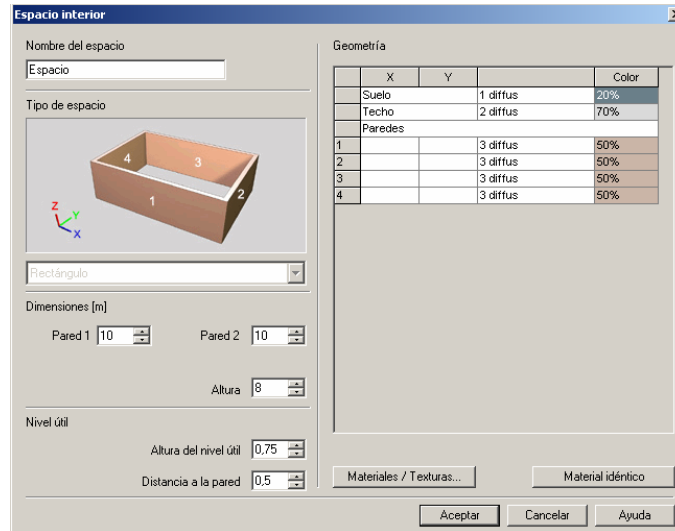 Espacio interior
Nombre del espacio
Espacio
Tipo de espacio
4 3
1 2
Z Y X
Rectángulo
Dimensiones [m]
Pared 1 10 Pared 2 10
Altura 8
Nivel útil
Altura del nivel útil 0,75
Distancia a la pared 0,5
Geometría
X Y Color
Suelo 1 diffus 20%
Techo 2 diffus 70%
Paredes
1 3 diffus 50%
2 3 diffus 50%
3 3 diffus 50%
4 3 diffus 50%
Materiales / Texturas... Material idéntico
Aceptar Cancelar Ayuda